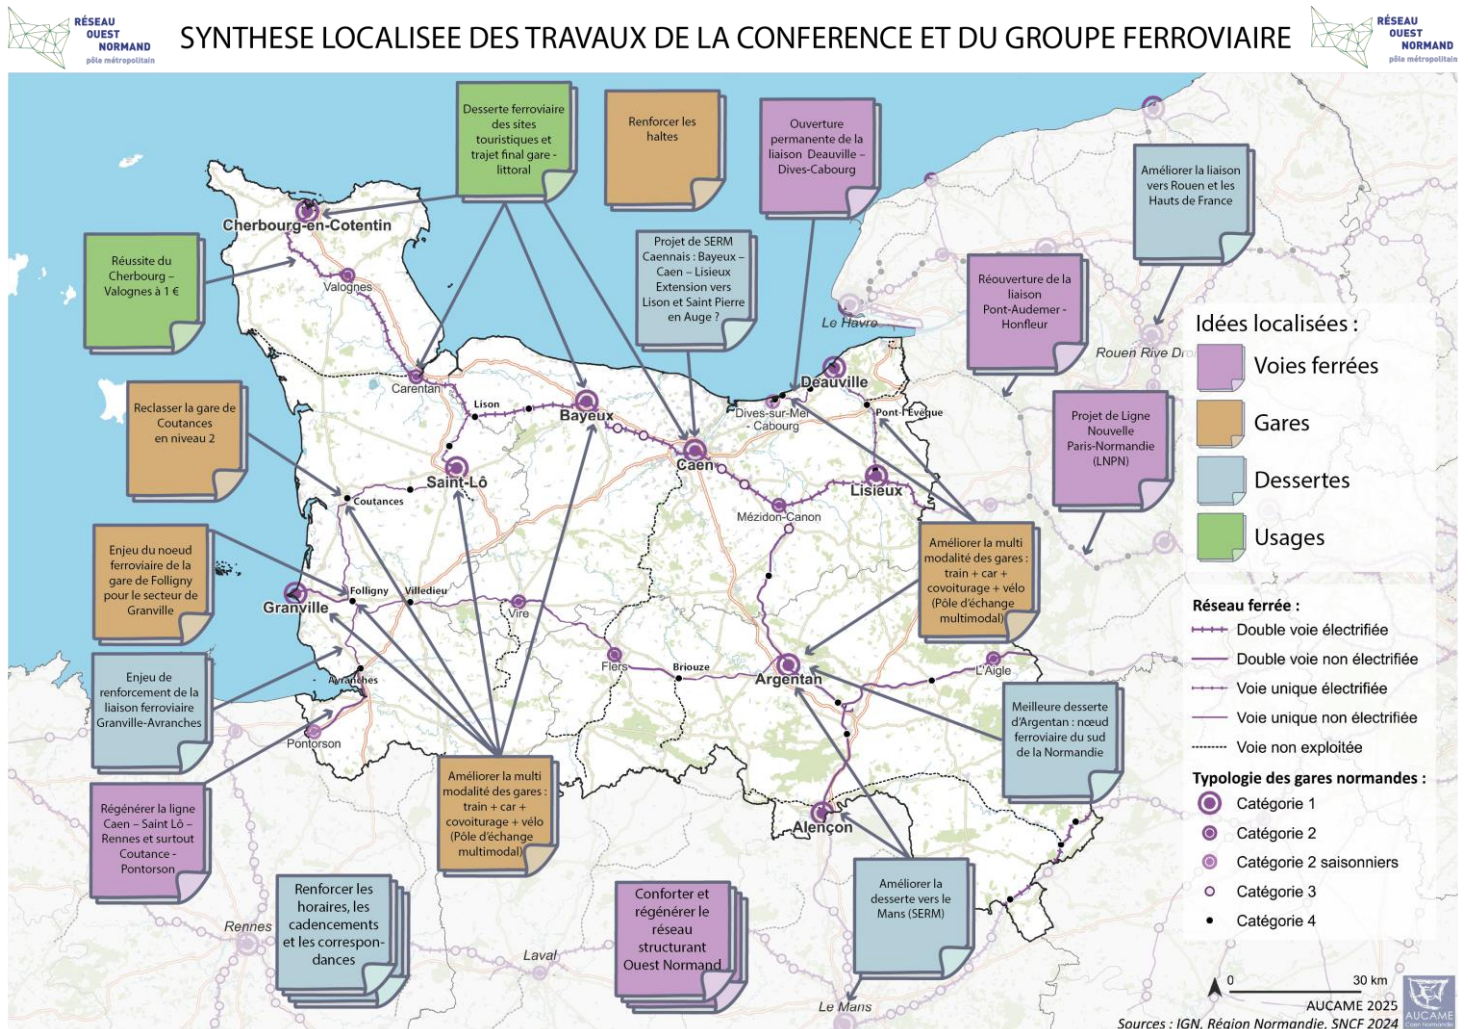 RÉSEAU
OUEST
NORMAND
pôle métropolitain
SYNTHESE LOCALISEE DES TRAVAUX DE LA CONFERENCE ET DU GROUPE FERROVIAIRE
RÉSEAU
OUEST
NORMAND
pôle métropolitain
Desserte ferroviaire
des sites
touristiques et
trajet final gare -
littoral
Renforcer les
haltes
Ouverture
permanente de la
liaison Deauville –
Dives-Cabourg
Améliorer la liaison
vers Rouen et les
Hauts de France
Cherbourg-en-Cotentin
Réussite du
Cherbourg –
Valognes à 1 €
Valognes
Projet de SERM
Caennais : Bayeux –
Caen – Lisieux
Extension vers
Lison et Saint Pierre
en Auge ?
Réouverture de la
liaison
Pont-Audemer -
Honfleur
Le Havre
Rouen Rive Dro
Idées localisées :
Voies ferrées
Gares
Dessertes
Usages
Reclasser la gare de
Coutances
en niveau 2
Carentan
Lison
Bayeux
Deauville
Dives-sur-Mer
- Cabourg
Pont-l'Évêque
Projet de Ligne
Nouvelle
Paris-Normandie
(LNPN)
Caen
Saint-Lô
Lisieux
Coutances
Mézidon-Canon
Enjeu du noeud
ferroviaire de la
gare de Folligny
pour le secteur de
Granville
Améliorer la multi
modalité des gares :
train + car +
covoiturage + vélo
(Pôle d'échange
multimodal)
Granville
Folligny
Villedieu
Vire
Flers
Briouze
Argentan
L'Aigle
Réseau ferrée :
Double voie électrifiée
Double voie non électrifiée
Voie unique électrifiée
Voie unique non électrifiée
Voie non exploitée
Enjeu de
renforcement de la
liaison ferroviaire
Granville-Avranches
Avranches
Pontorson
Meilleure desserte
d'Argentan : nœud
ferroviaire du sud
de la Normandie
Typologie des gares normandes :
Catégorie 1
Catégorie 2
Catégorie 2 saisonniers
Catégorie 3
Catégorie 4
Régénérer la ligne
Caen – Saint Lô –
Rennes et surtout
Coutance -
Pontorson
Améliorer la multi
modalité des gares :
train + car +
covoiturage + vélo
(Pôle d'échange
multimodal)
Alençon
Renforcer les
horaires, les
cadencements
et les correspon-
dances
Conforter et
régénérer le
réseau
structurant
Ouest Normand
Améliorer la
desserte vers le
Mans (SERM)
Rennes
Laval
Le Mans
0 30 km
AUCAME 2025
Sources : IGN, Région Normandie, SNCF 2024
AUCAME
Caen Normandie